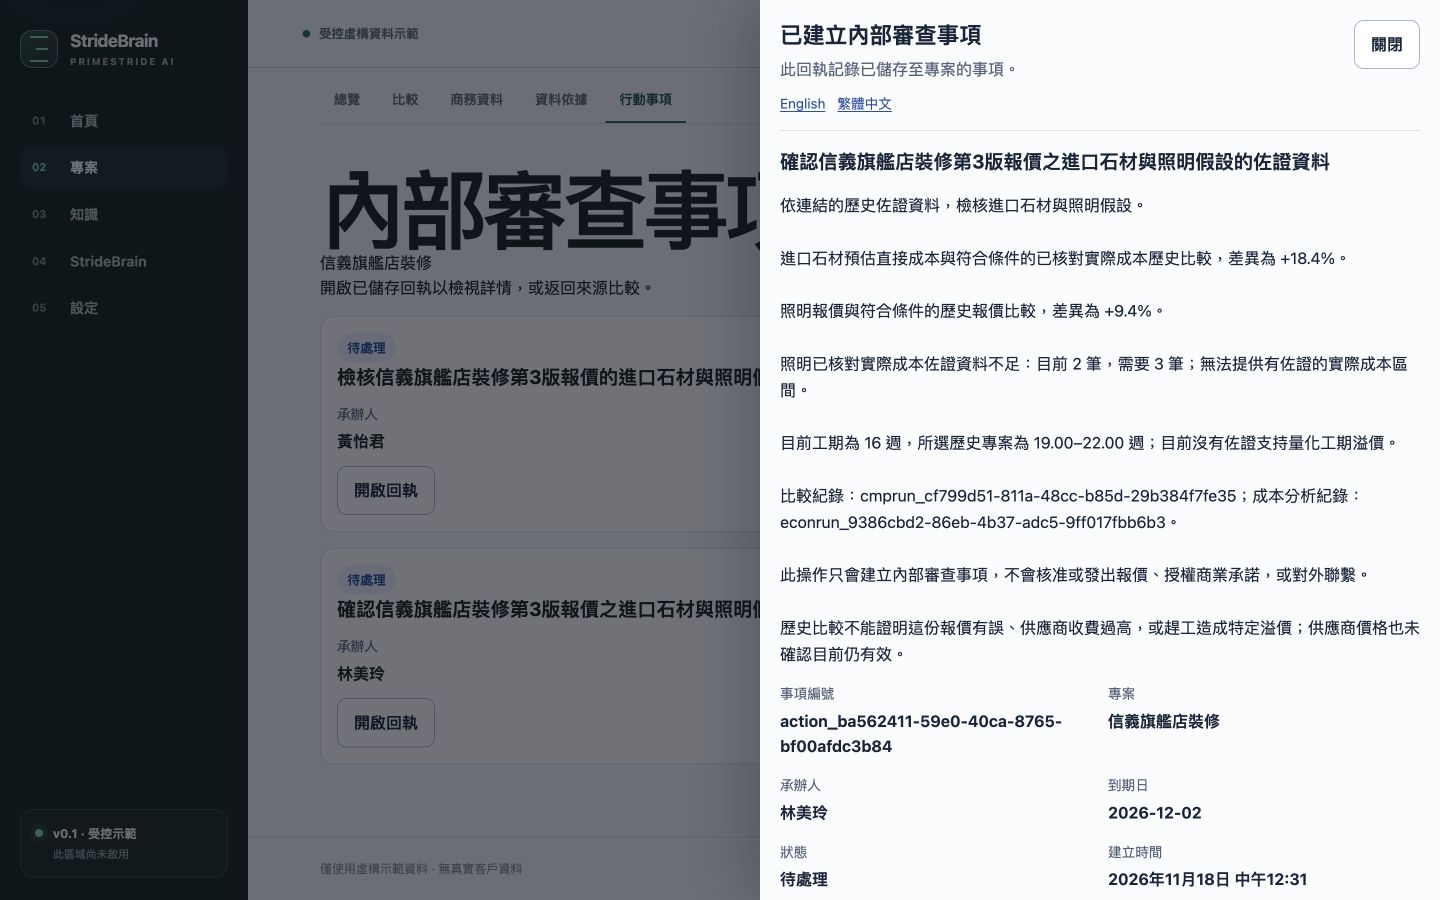 StrideBrain
PRIMESTRIDE AI
01 首頁
02 專案
03 知識
04 StrideBrain
05 設定
v0.1 · 受控示範
此區域尚未啟用
受控虛構資料示範
總覽 比較 商務資料 資料依據 行動事項
內部審查事項
信義旗艦店裝修
開啟已儲存回執以檢視詳情，或返回來源比較。
待處理
檢核信義旗艦店裝修第3版報價的進口石材與照明
承辦人
黃怡君
開啟回執
待處理
確認信義旗艦店裝修第3版報價之進口石材與照明
承辦人
林美玲
開啟回執
僅使用虛構示範資料 · 無真實客戶資料
已建立內部審查事項
關閉
此回執記錄已儲存至專案的事項。
English 繁體中文
確認信義旗艦店裝修第3版報價之進口石材與照明假設的佐證資料
依連結的歷史佐證資料，檢核進口石材與照明假設。
進口石材預估直接成本與符合條件的已核對實際成本歷史比較，差異為 +18.4%。
照明報價與符合條件的歷史報價比較，差異為 +9.4%。
照明已核對實際成本佐證資料不足：目前 2 筆，需要 3 筆；無法提供有佐證的實際成本區
間。
目前工期為 16 週，所選歷史專案為 19.00–22.00 週；目前沒有佐證支持量化工期溢價。
比較紀錄：cmprun_cf799d51-811a-48cc-b85d-29b384f7fe35；成本分析紀錄：
econrun_9386cbd2-86eb-4b37-adc5-9ff017fbb6b3。
此操作只會建立內部審查事項，不會核准或發出報價、授權商業承諾，或對外聯繫。
歷史比較不能證明這份報價有誤、供應商收費過高，或趕工造成特定溢價；供應商價格也未
確認目前仍有效。
事項編號 專案
action_ba562411-59e0-40ca-8765- 信義旗艦店裝修
bf00afdc3b84
承辦人 到期日
林美玲 2026-12-02
狀態 建立時間
待處理 2026年11月18日 中午12:31